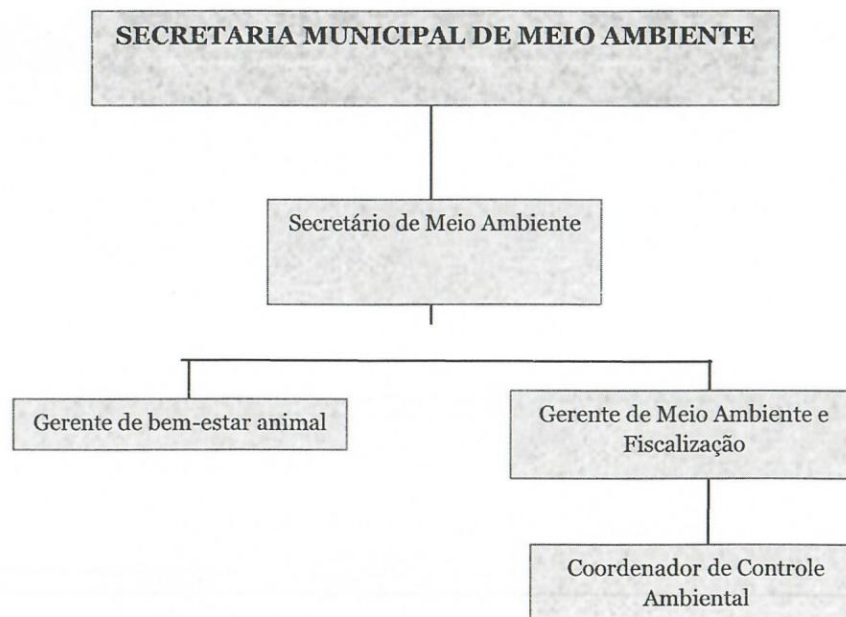 SECRETARIA MUNICIPAL DE MEIO AMBIENTE
Secretário de Meio Ambiente
Gerente de bem-estar animal
Gerente de Meio Ambiente e
Fiscalização
Coordenador de Controle
Ambiental